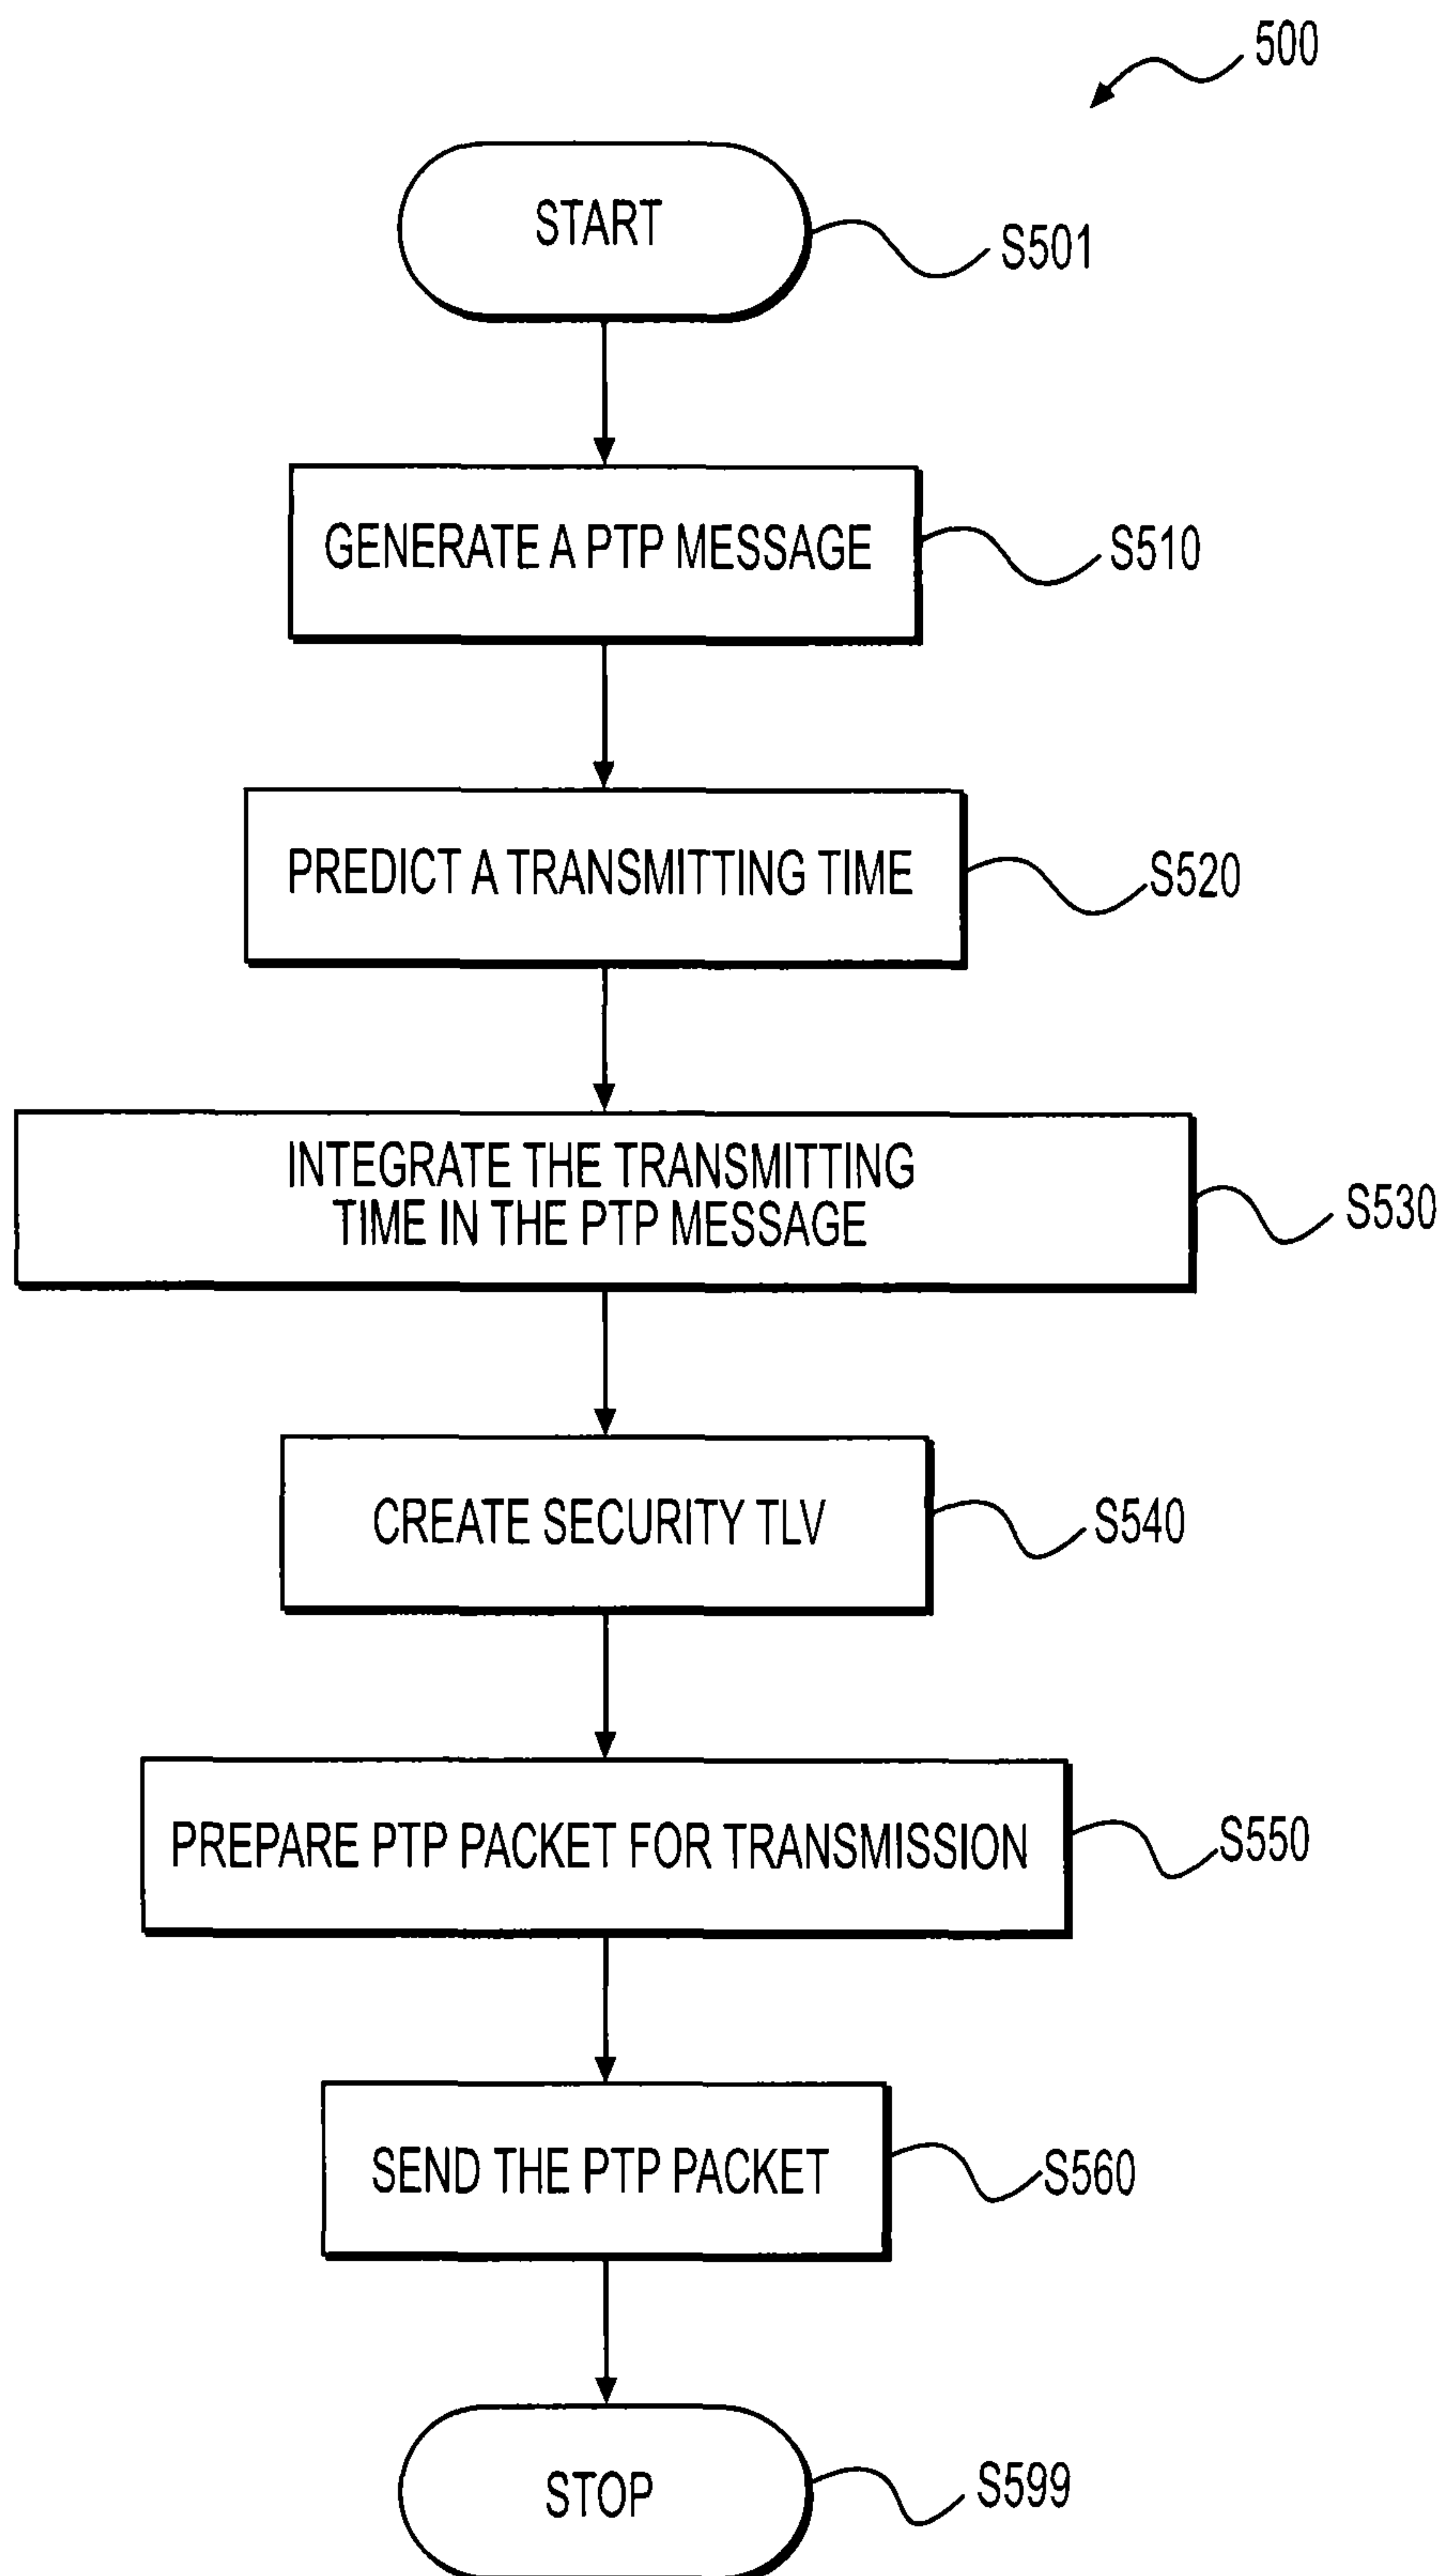 500
START
S501
GENERATE A PTP MESSAGE
S510
PREDICT A TRANSMITTING TIME
S520
INTEGRATE THE TRANSMITTING
TIME IN THE PTP MESSAGE
S530
CREATE SECURITY TLV
S540
PREPARE PTP PACKET FOR TRANSMISSION
S550
SEND THE PTP PACKET
S560
STOP
S599